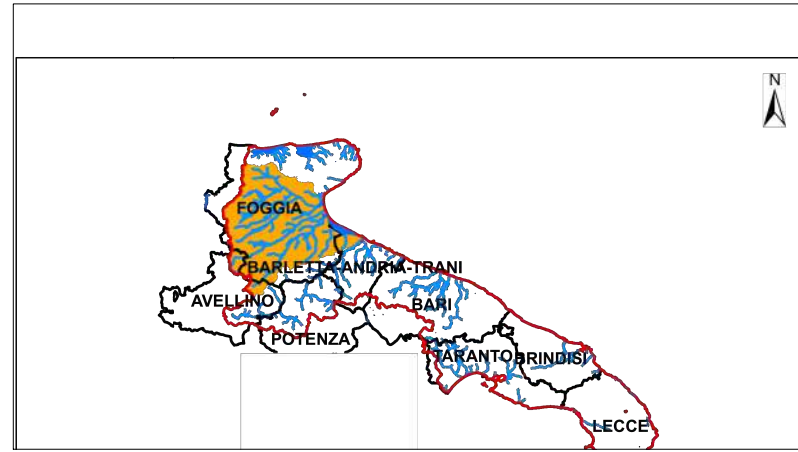 N
FOGGIA
BARLETTA-ANDRIA-TRANI
AVELLINO
BARI
POTENZA
TARANTO
BRINDISI
LECCE